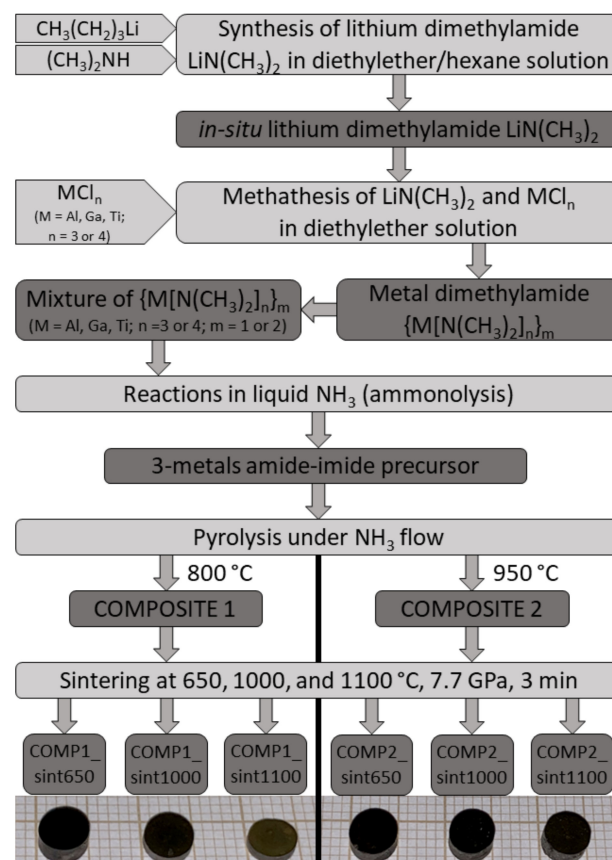 CH₃(CH₂)₃Li
(CH₃)₂NH
Synthesis of lithium dimethylamide
LiN(CH₃)₂ in diethylether/hexane solution
in-situ lithium dimethylamide LiN(CH₃)₂
MClₙ
(M = Al, Ga, Ti;
n = 3 or 4)
Methathesis of LiN(CH₃)₂ and MClₙ
in diethylether solution
Mixture of {M[N(CH₃)₂]ₙ}ₘ
(M = Al, Ga, Ti; n =3 or 4; m = 1 or 2)
Metal dimethylamide
{M[N(CH₃)₂]ₙ}ₘ
Reactions in liquid NH₃ (ammonolysis)
3-metals amide-imide precursor
Pyrolysis under NH₃ flow
800 °C
950 °C
COMPOSITE 1
COMPOSITE 2
Sintering at 650, 1000, and 1100 °C, 7.7 GPa, 3 min
COMP1_
sint650
COMP1_
sint1000
COMP1_
sint1100
COMP2_
sint650
COMP2_
sint1000
COMP2_
sint1100